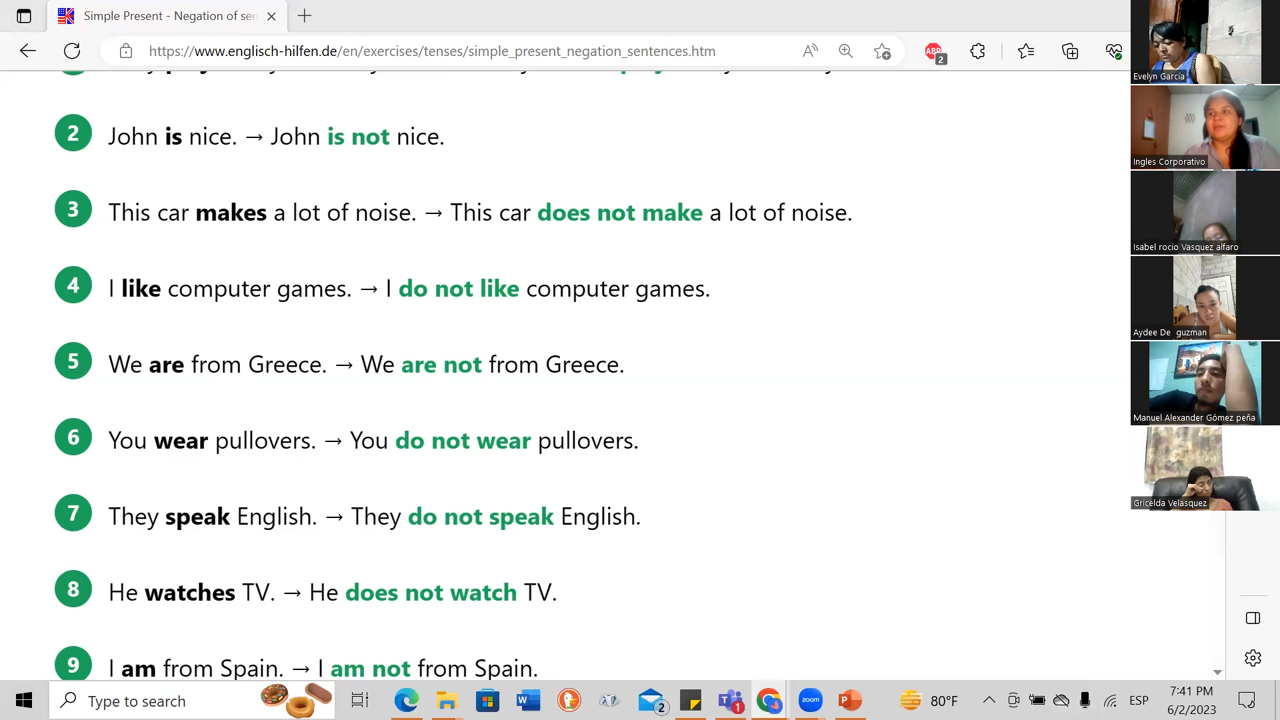 Simple Present - Negation of sen
https://www.englisch-hilfen.de/en/exercises/tenses/simple_present_negation_sentences.htm
2
2 John is nice. → John is not nice.
3 This car makes a lot of noise. → This car does not make a lot of noise.
4 I like computer games. → I do not like computer games.
5 We are from Greece. → We are not from Greece.
6 You wear pullovers. → You do not wear pullovers.
7 They speak English. → They do not speak English.
8 He watches TV. → He does not watch TV.
9 I am from Spain. → I am not from Spain.
Evelyn García
Ingles Corporativo
Isabel rocio Vasquez alfaro
Aydee De guzman
Manuel Alexander Gómez peña
Gricelda Velasquez
Type to search
2
1
zoom
80°F
ESP
7:41 PM
6/2/2023